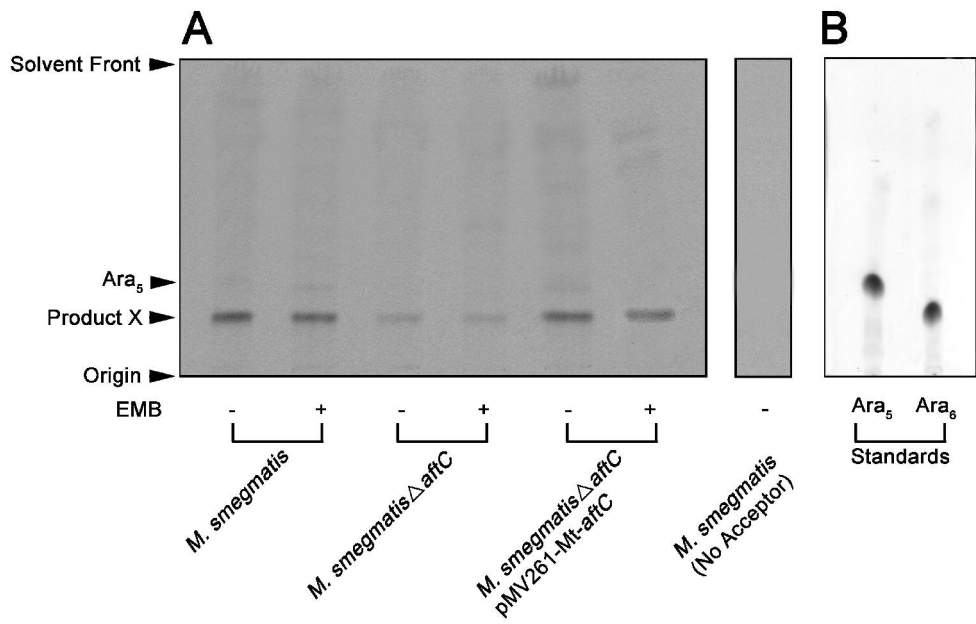 A
B
Solvent Front
Ara5
Product X
Origin
EMB - + - + - + -
Ara5 Ara6
Standards
M. smegmatis
M. smegmatis△aftC
M. smegmatis△aftC
pMV261-Mt-aftC
M. smegmatis
(No Acceptor)